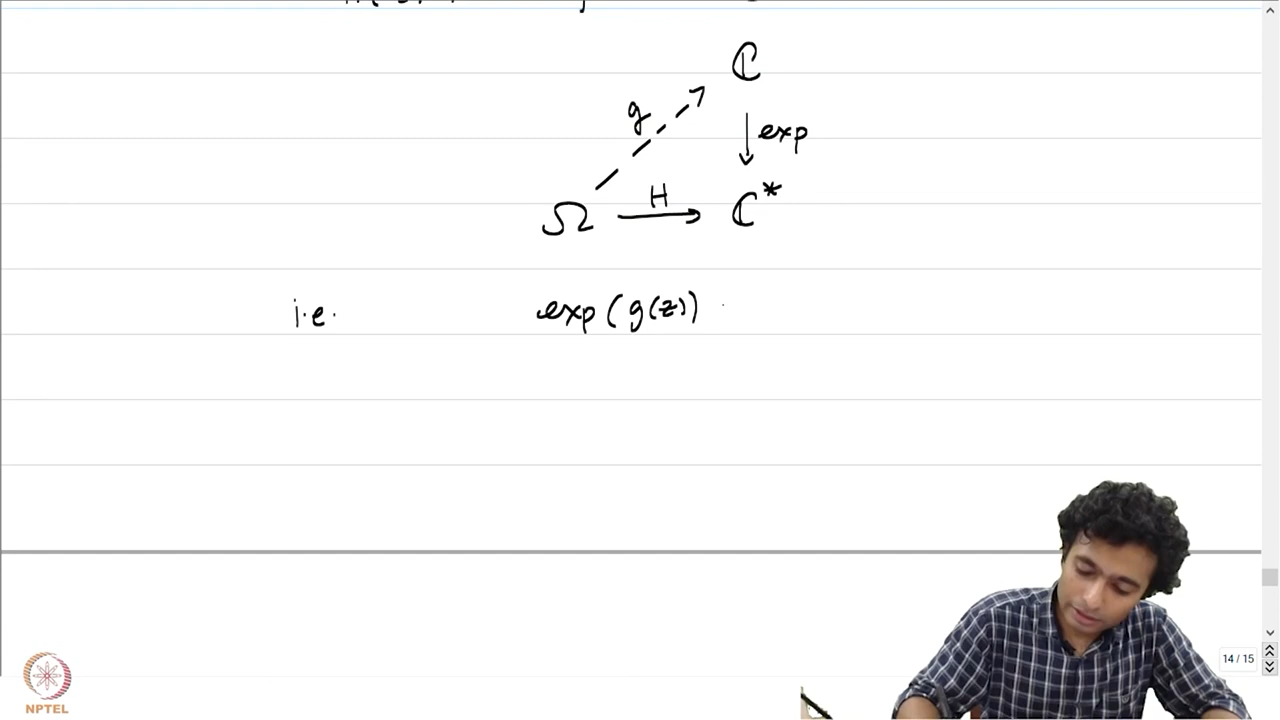 ℂ
g
exp
Ω H ℂ*
i.e. exp(g(z))
14 / 15
NPTEL